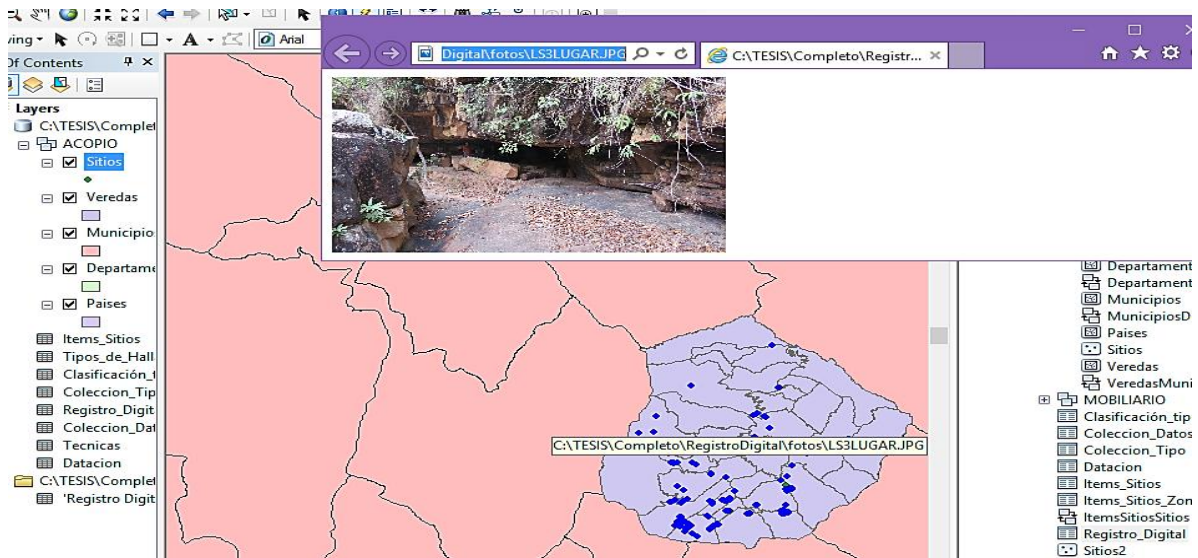 Arial
Digital\fotos\LS3LUGAR.JPG
C:\TESIS\Completo\Registr...
Of Contents
Layers
C:\TESIS\Complet
ACOPIO
Sitios
Veredas
Municipio
Departame
Paises
Items_Sitios
Tipos_de_Hall
Clasificación_t
Coleccion_Tip
Registro_Digit
Coleccion_Dat
Tecnicas
Datacion
C:\TESIS\Complet
'Registro Digit
C:\TESIS\Completo\RegistroDigital\fotos\LS3LUGAR.JPG
Departament
Departament
Municipios
MunicipiosD
Paises
Sitios
Veredas
VeredasMuni
MOBILIARIO
Clasificación_tip
Coleccion_Datos
Coleccion_Tipo
Datacion
Items_Sitios
Items_Sitios_Zon
ItemsSitiosSitios
Registro_Digital
Sitios2